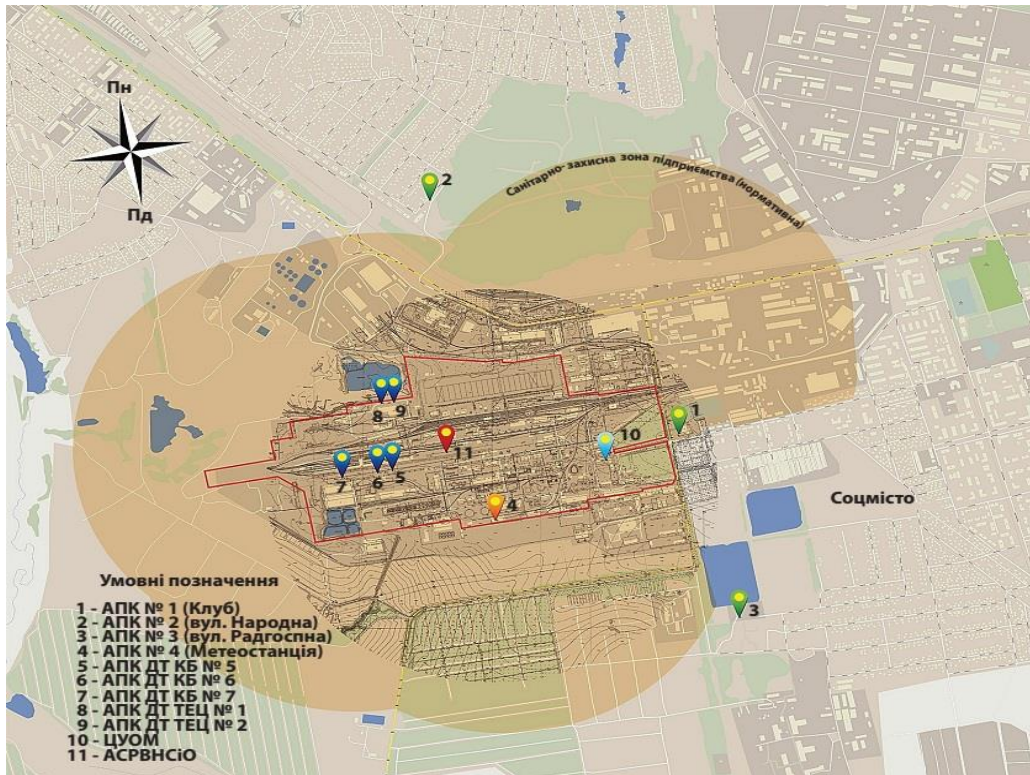 Пн
Пд
2
Санітарно- захисна зона підприємства (нормативна)
8
9
1
10
11
7
6
5
4
Соцмісто
3
Умовні позначення
1 - АПК № 1 (Клуб)
2 - АПК № 2 (вул. Народна)
3 - АПК № 3 (вул. Радгоспна)
4 - АПК № 4 (Метеостанція)
5 - АПК ДТ КБ № 5
6 - АПК ДТ КБ № 6
7 - АПК ДТ КБ № 7
8 - АПК ДТ ТЕЦ № 1
9 - АПК ДТ ТЕЦ № 2
10 - ЦУОМ
11 - АСРВНСіО